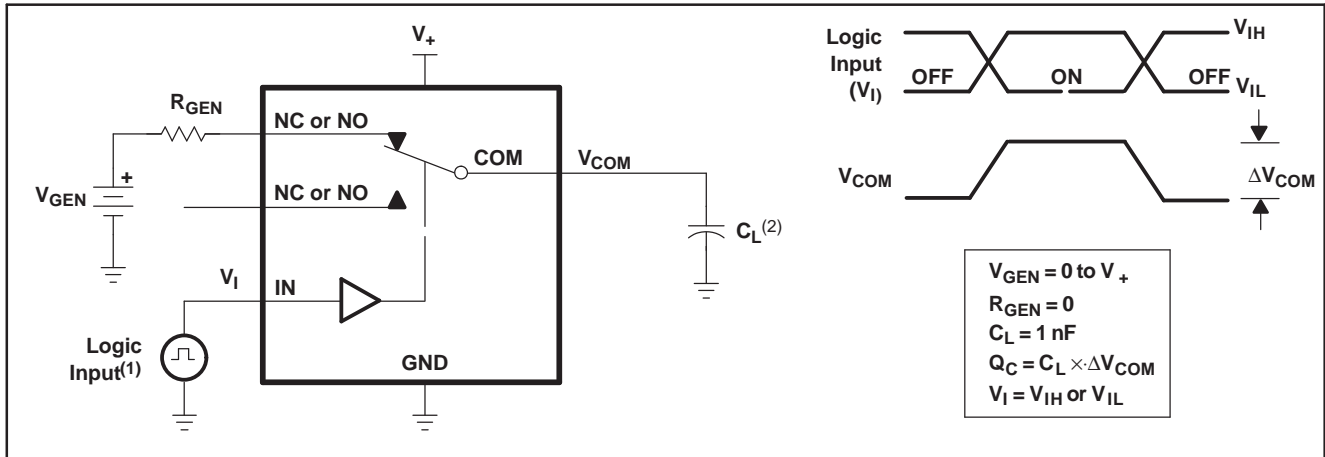 V+
RGEN
NC or NO
COM
VCOM
VGEN
+
NC or NO
CL(2)
VI
IN
Logic
Input(1)
GND
Logic
Input
(VI)
VIH
OFF
ON
OFF
VIL
VCOM
ΔVCOM
VGEN = 0 to V+
RGEN = 0
CL = 1 nF
QC = CL × ΔVCOM
VI = VIH or VIL